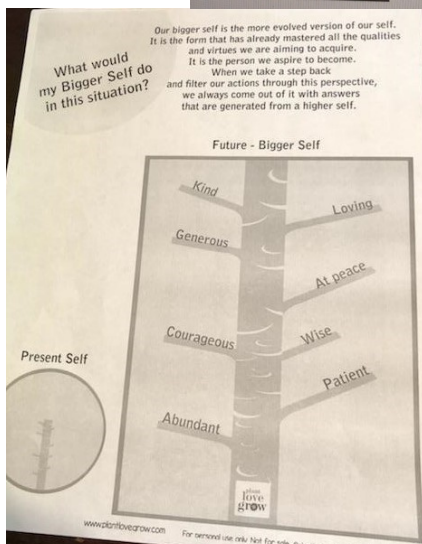 What would
my Bigger Self do
in this situation?
Our bigger self is the more evolved version of our self.
It is the form that has already mastered all the qualities
and virtues we are aiming to acquire.
It is the person we aspire to become.
When we take a step back
and filter our actions through this perspective,
we always come out of it with answers
that are generated from a higher self.
Future - Bigger Self
Kind
Loving
Generous
At peace
Courageous
Wise
Patient
Abundant
Present Self
plant
love
grow
www.plantlovegrow.com
For personal use only Not for sale